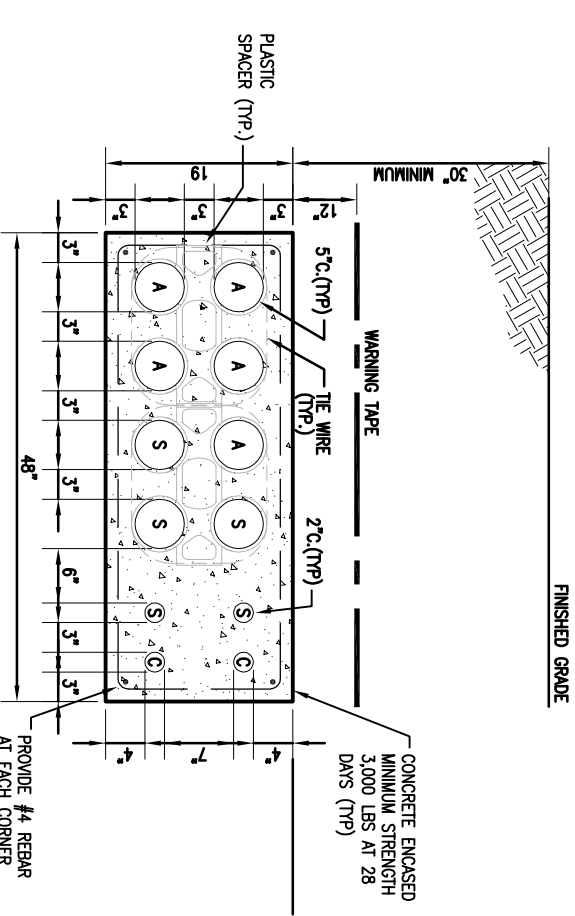 FINISHED GRADE
30" MINIMUM
WARNING TAPE
12"
PLASTIC
SPACER (TYP.)
5"C.(TYP)
TIE WIRE
(TYP.)
2"C.(TYP)
CONCRETE ENCASED
MINIMUM STRENGTH
3,000 LBS AT 28
DAYS (TYP)
19
3"
3"
3"
A A A S S C
A A S S S C
4"
7"
4"
3"
3"
3"
3"
6"
3"
3"
48"
PROVIDE #4 REBAR
AT EACH CORNER